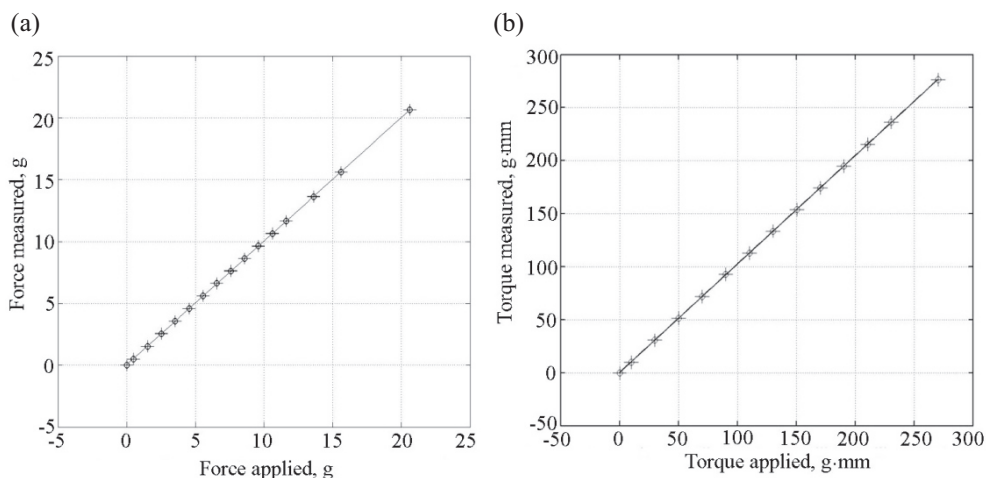 (a)
25
20
15
10
5
0
-5
-5 0 5 10 15 20 25
Force measured, g
Force applied, g
(b)
300
250
200
150
100
50
0
-50
-50 0 50 100 150 200 250 300
Torque measured, g·mm
Torque applied, g·mm